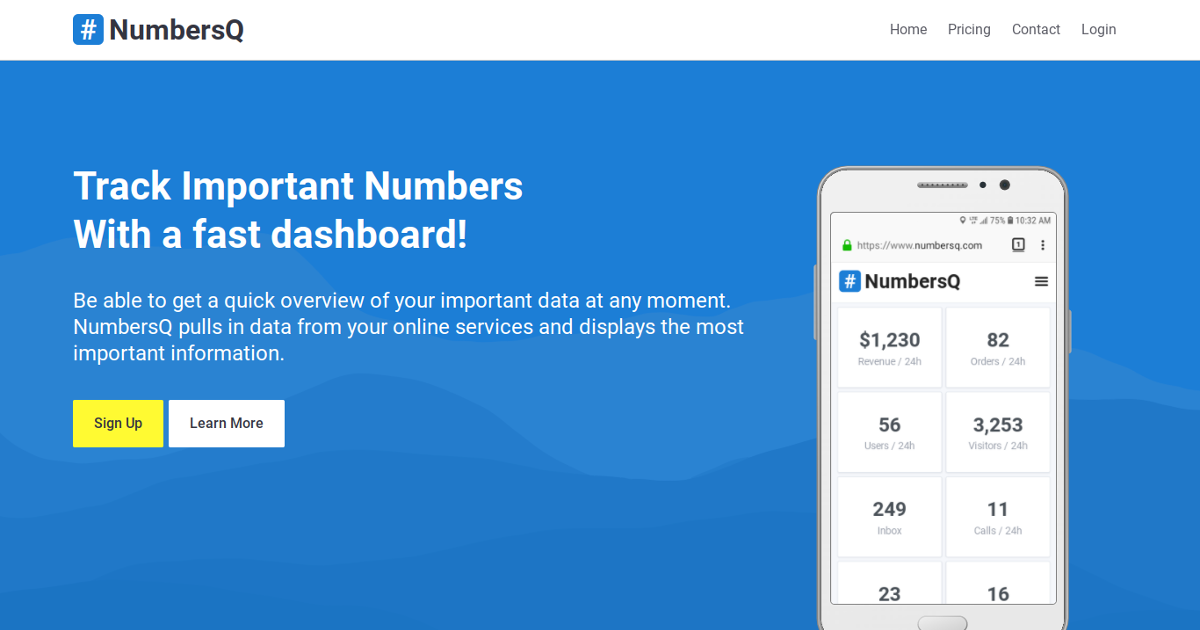 # NumbersQ
Home Pricing Contact Login
Track Important Numbers
With a fast dashboard!
Be able to get a quick overview of your important data at any moment.
NumbersQ pulls in data from your online services and displays the most
important information.
Sign Up Learn More
75% 10:32 AM
https://www.numbersq.com 1
# NumbersQ
$1,230 82
Revenue / 24h Orders / 24h
56 3,253
Users / 24h Visitors / 24h
249 11
Inbox Calls / 24h
23 16